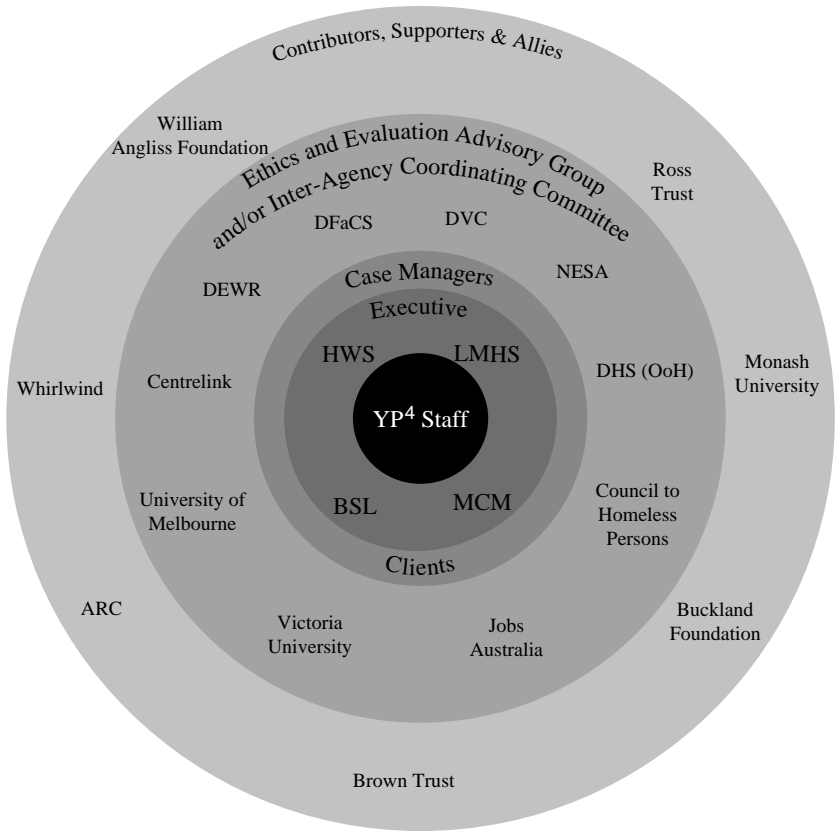 Contributors, Supporters & Allies
William
Angliss Foundation
Ross
Trust
Ethics and Evaluation Advisory Group
and/or Inter-Agency Coordinating Committee
DFaCS
DVC
DEWR
NESA
Case Managers
Executive
HWS
LMHS
Whirlwind
Centrelink
DHS (OoH)
Monash
University
YP⁴ Staff
University of
Melbourne
BSL
MCM
Council to
Homeless
Persons
Clients
ARC
Victoria
University
Jobs
Australia
Buckland
Foundation
Brown Trust